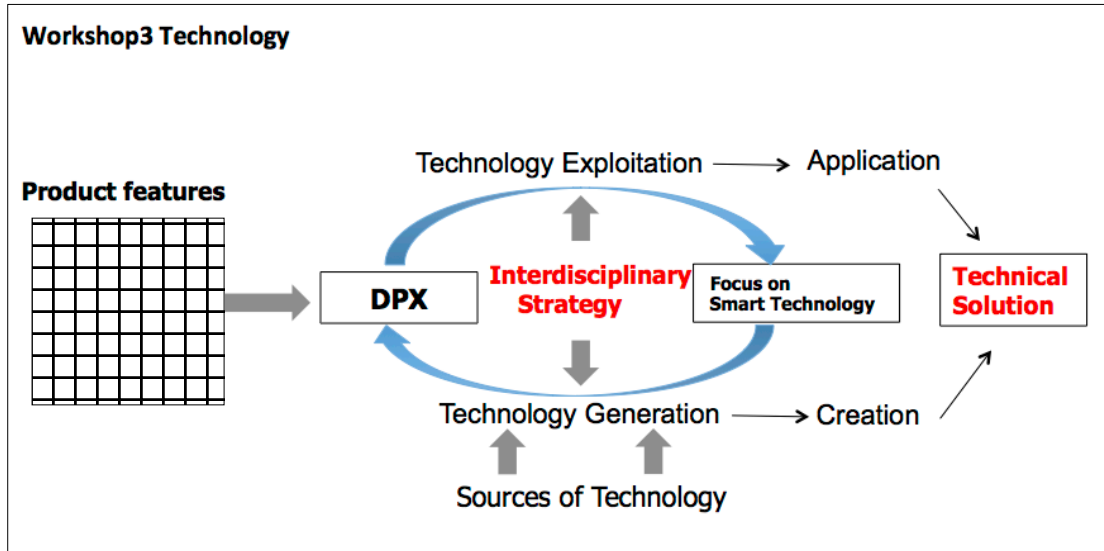 Workshop3 Technology
Technology Exploitation
Application
Product features
DPX
Interdisciplinary
Strategy
Focus on
Smart Technology
Technical
Solution
Technology Generation
Creation
Sources of Technology